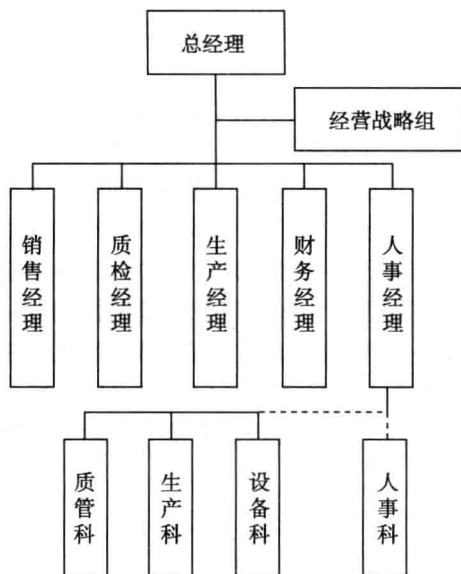 总经理
经营战略组
销售经理
质检经理
生产经理
财务经理
人事经理
质管科
生产科
设备科
人事科